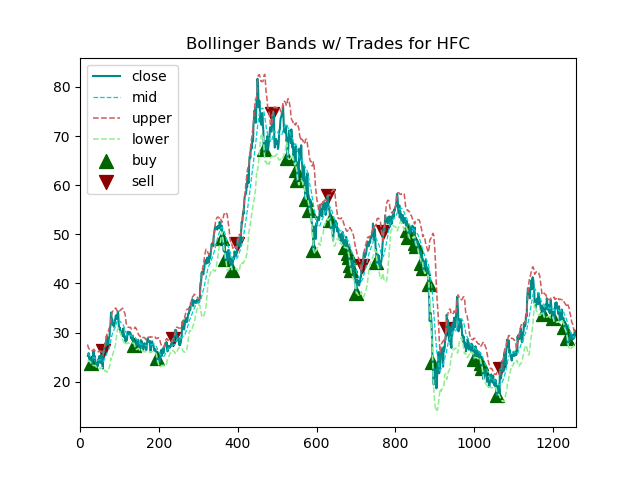 Bollinger Bands w/ Trades for HFC
close
mid
upper
lower
buy
sell
80
70
60
50
40
30
20
0 200 400 600 800 1000 1200